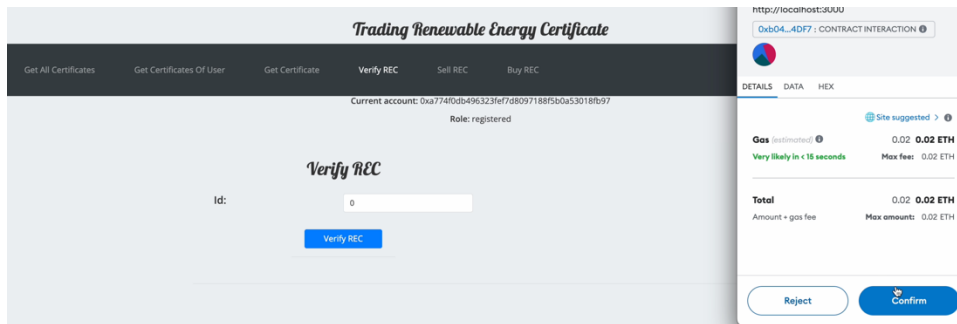 Trading Renewable Energy Certificate
Get All Certificates Get Certificates Of User Get Certificate Verify REC Sell REC Buy REC
Current account: 0xa774f0db496323fef7d8097188f5b0a53018fb97
Role: registered
Verify REC
Id: 0
Verify REC
http://localhost:3000
0xb04...4DF7 : CONTRACT INTERACTION
DETAILS DATA HEX
Site suggested >
Gas (estimated) 0.02 0.02 ETH
Very likely in < 15 seconds Max fee: 0.02 ETH
Total 0.02 0.02 ETH
Amount + gas fee Max amount: 0.02 ETH
Reject Confirm